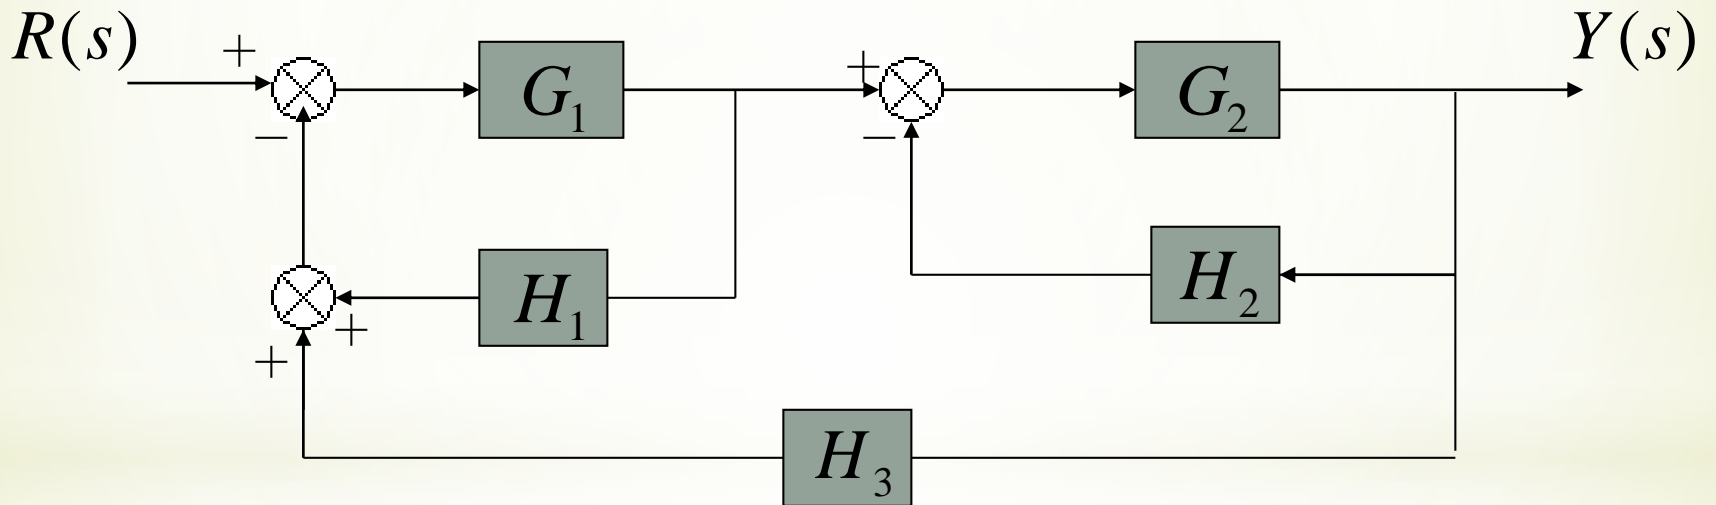 R(s)
+
−
G₁
+
−
G₂
Y(s)
H₁
+
+
H₂
H₃